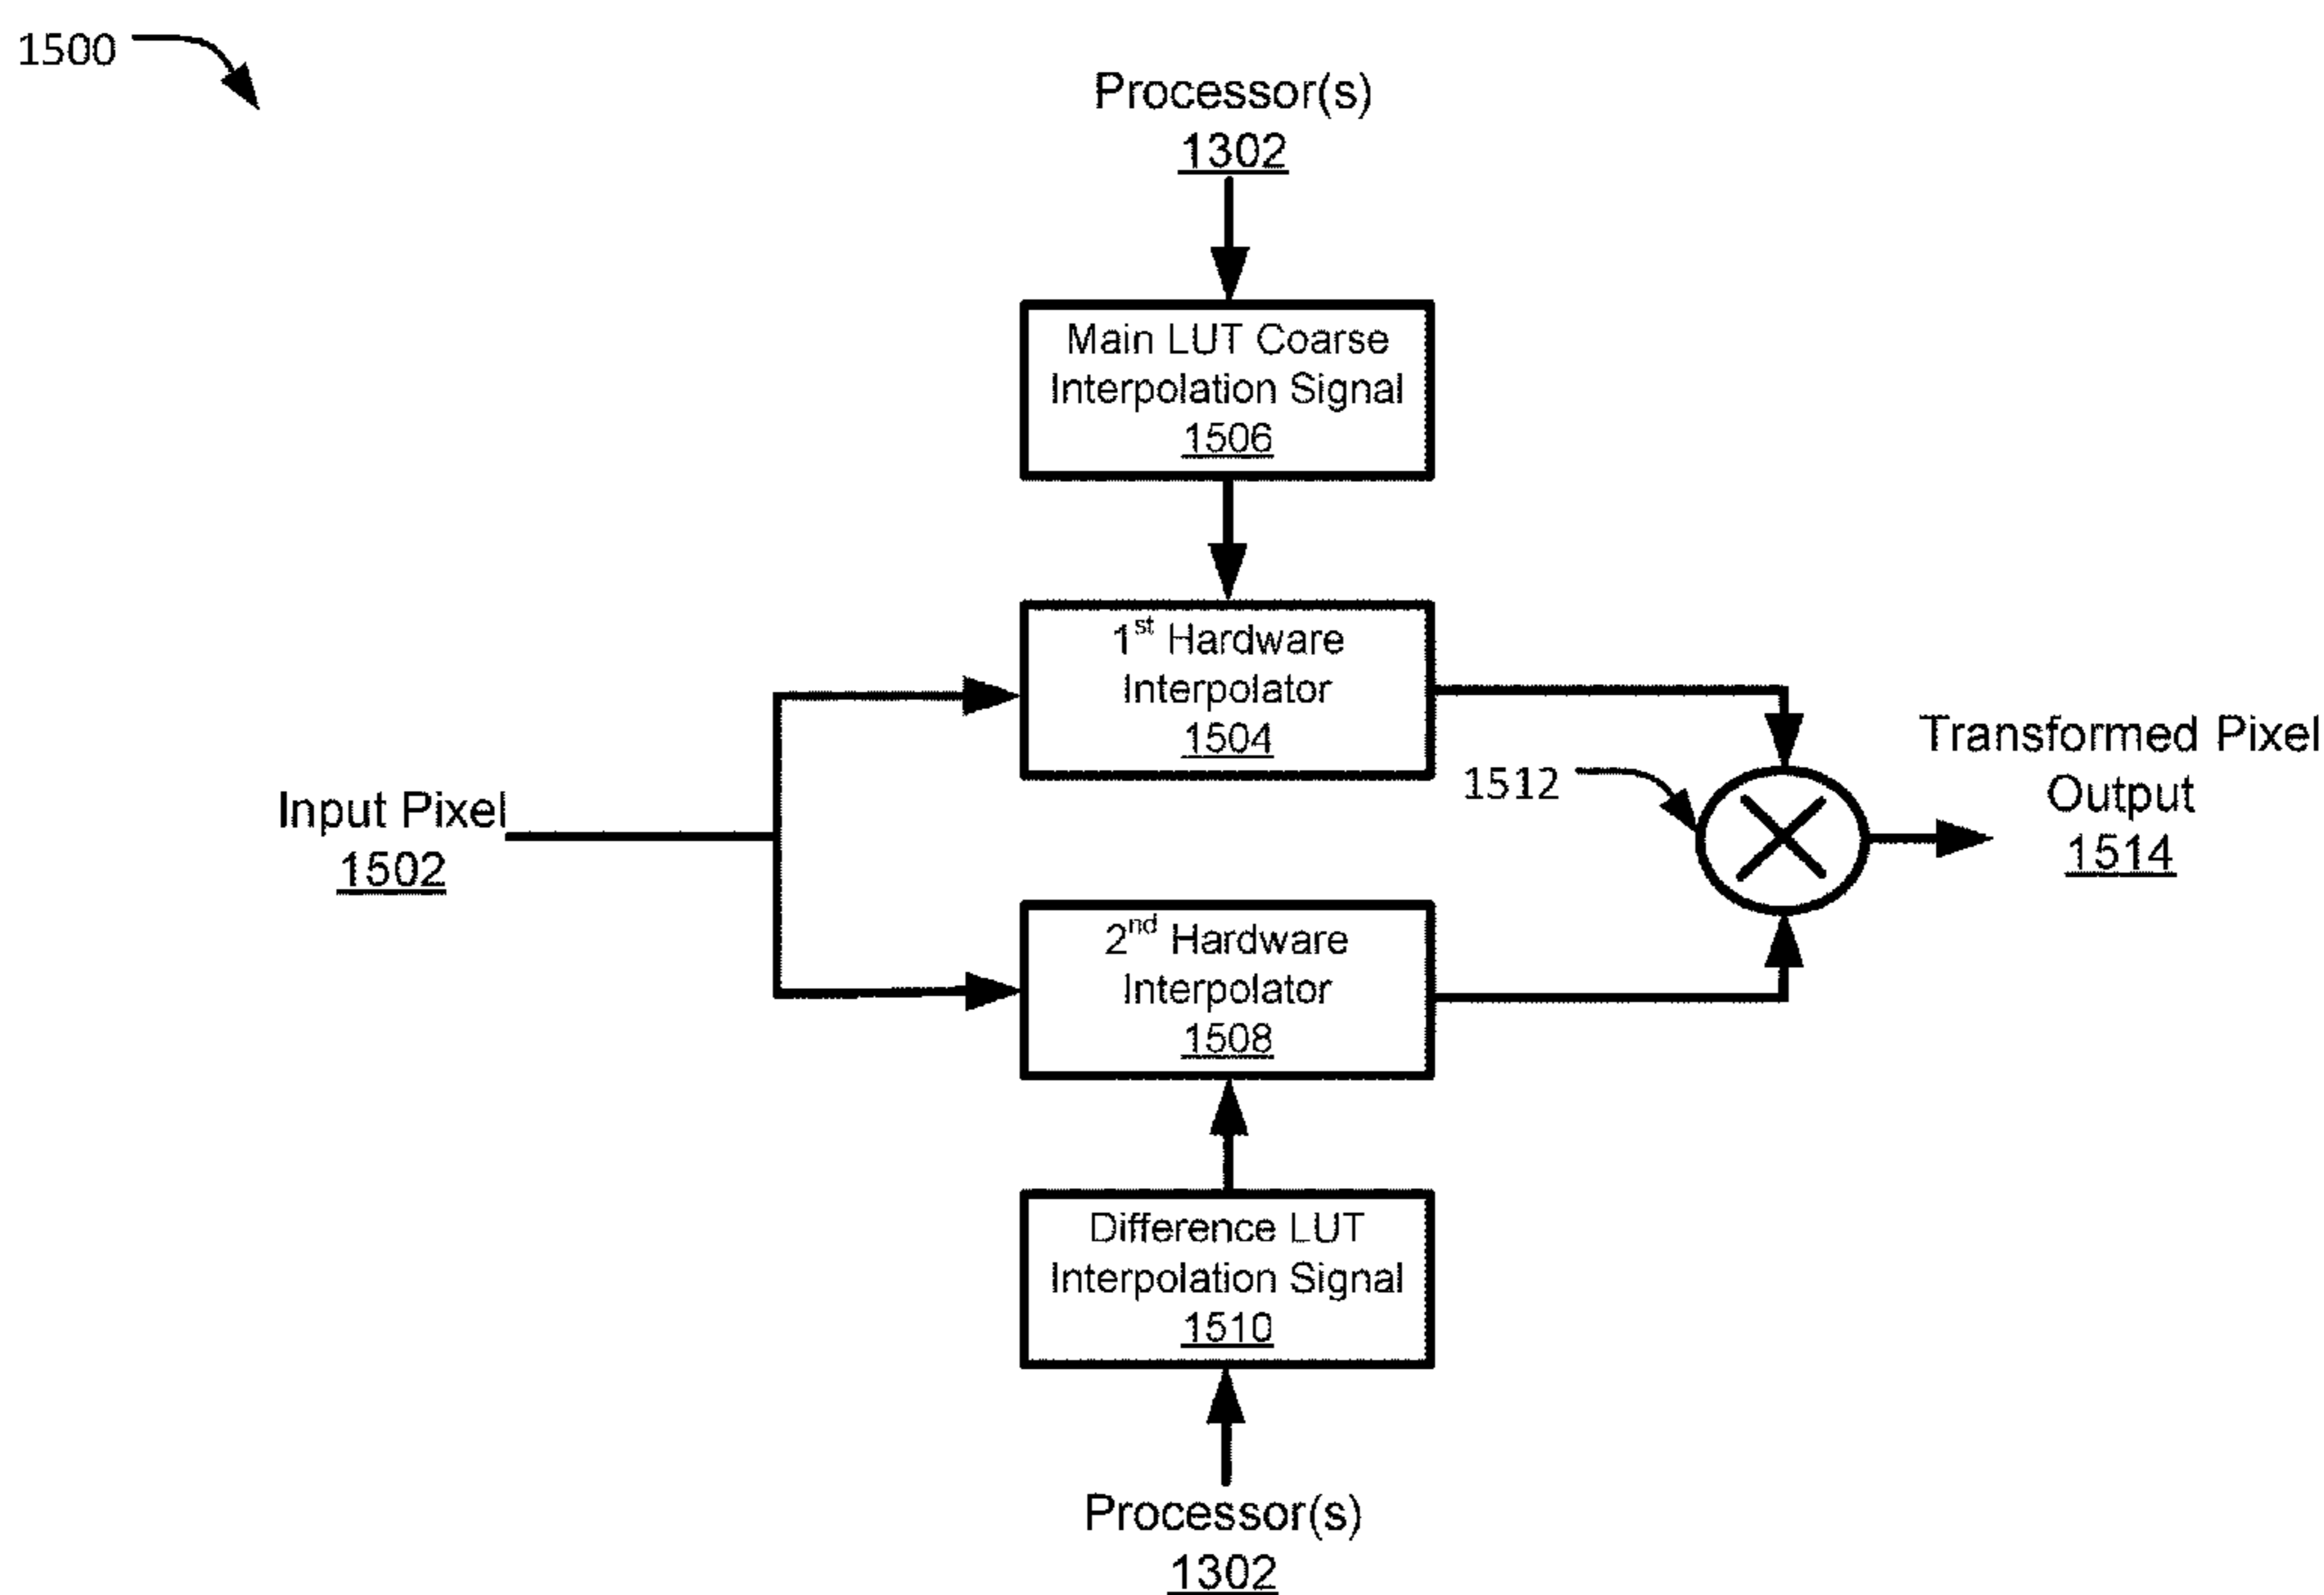 1500
Processor(s)
1302
Main LUT Coarse
Interpolation Signal
1506
1st Hardware
Interpolator
1504
Input Pixel
1502
1512
Transformed Pixel
Output
1514
2nd Hardware
Interpolator
1508
Difference LUT
Interpolation Signal
1510
Processor(s)
1302